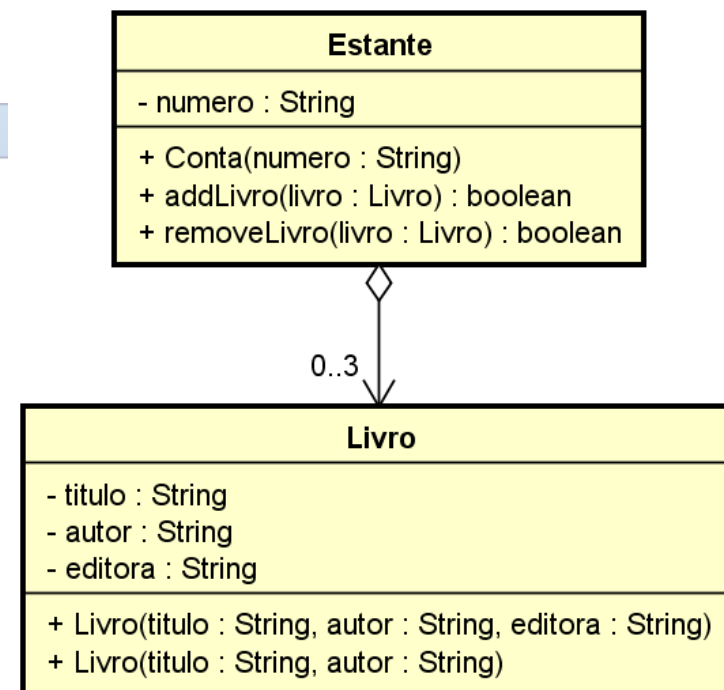 Estante
- numero : String
+ Conta(numero : String)
+ addLivro(livro : Livro) : boolean
+ removeLivro(livro : Livro) : boolean
0..3
Livro
- titulo : String
- autor : String
- editora : String
+ Livro(titulo : String, autor : String, editora : String)
+ Livro(titulo : String, autor : String)